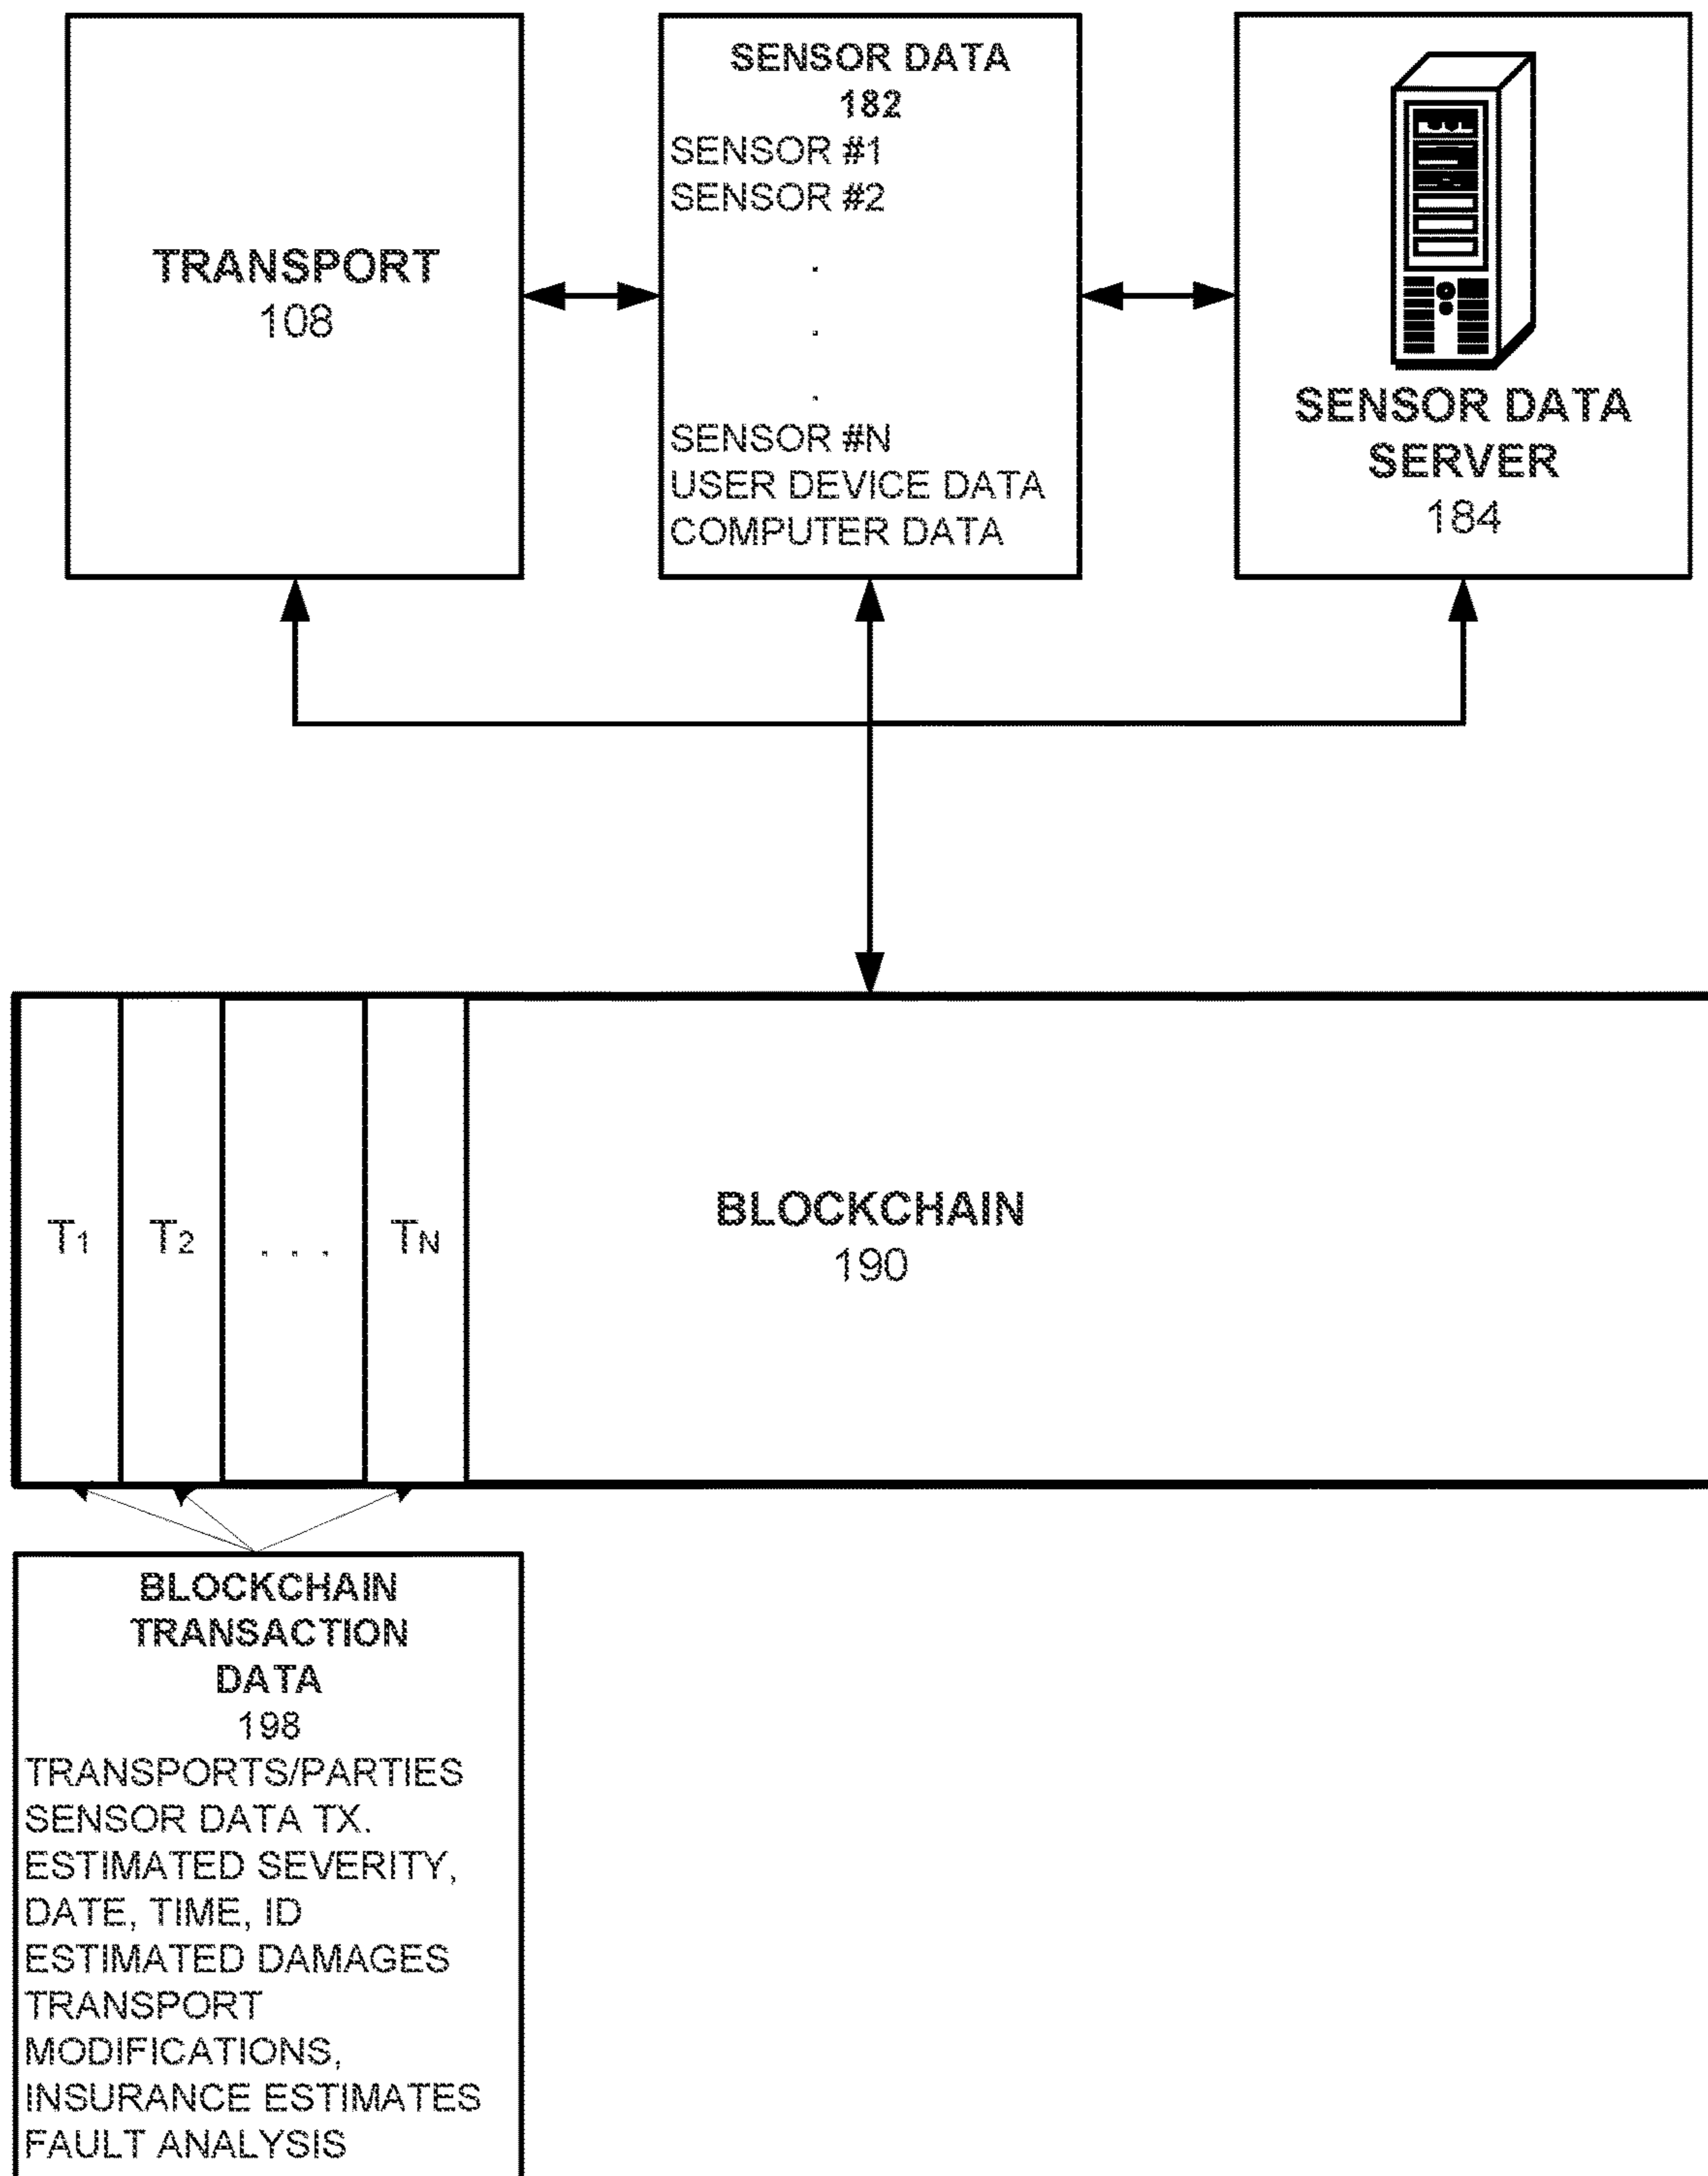 TRANSPORT
108
SENSOR DATA
182
SENSOR #1
SENSOR #2
.
.
.
SENSOR #N
USER DEVICE DATA
COMPUTER DATA
SENSOR DATA
SERVER
184
T1
T2
. . .
TN
BLOCKCHAIN
190
BLOCKCHAIN
TRANSACTION
DATA
198
TRANSPORTS/PARTIES
SENSOR DATA TX.
ESTIMATED SEVERITY,
DATE, TIME, ID
ESTIMATED DAMAGES
TRANSPORT
MODIFICATIONS,
INSURANCE ESTIMATES
FAULT ANALYSIS